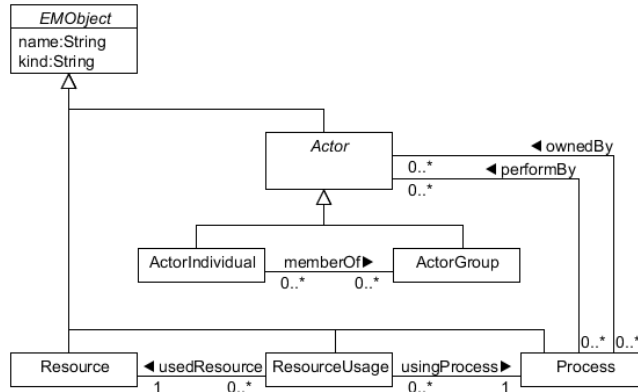 EMObject
name:String
kind:String
Actor
◄ ownedBy
0..*
◄ performBy
0..*
ActorIndividual
memberOf►
ActorGroup
0..*
0..*
0..*
0..*
Resource
◄ usedResource
ResourceUsage
usingProcess►
Process
1
0..*
0..*
1